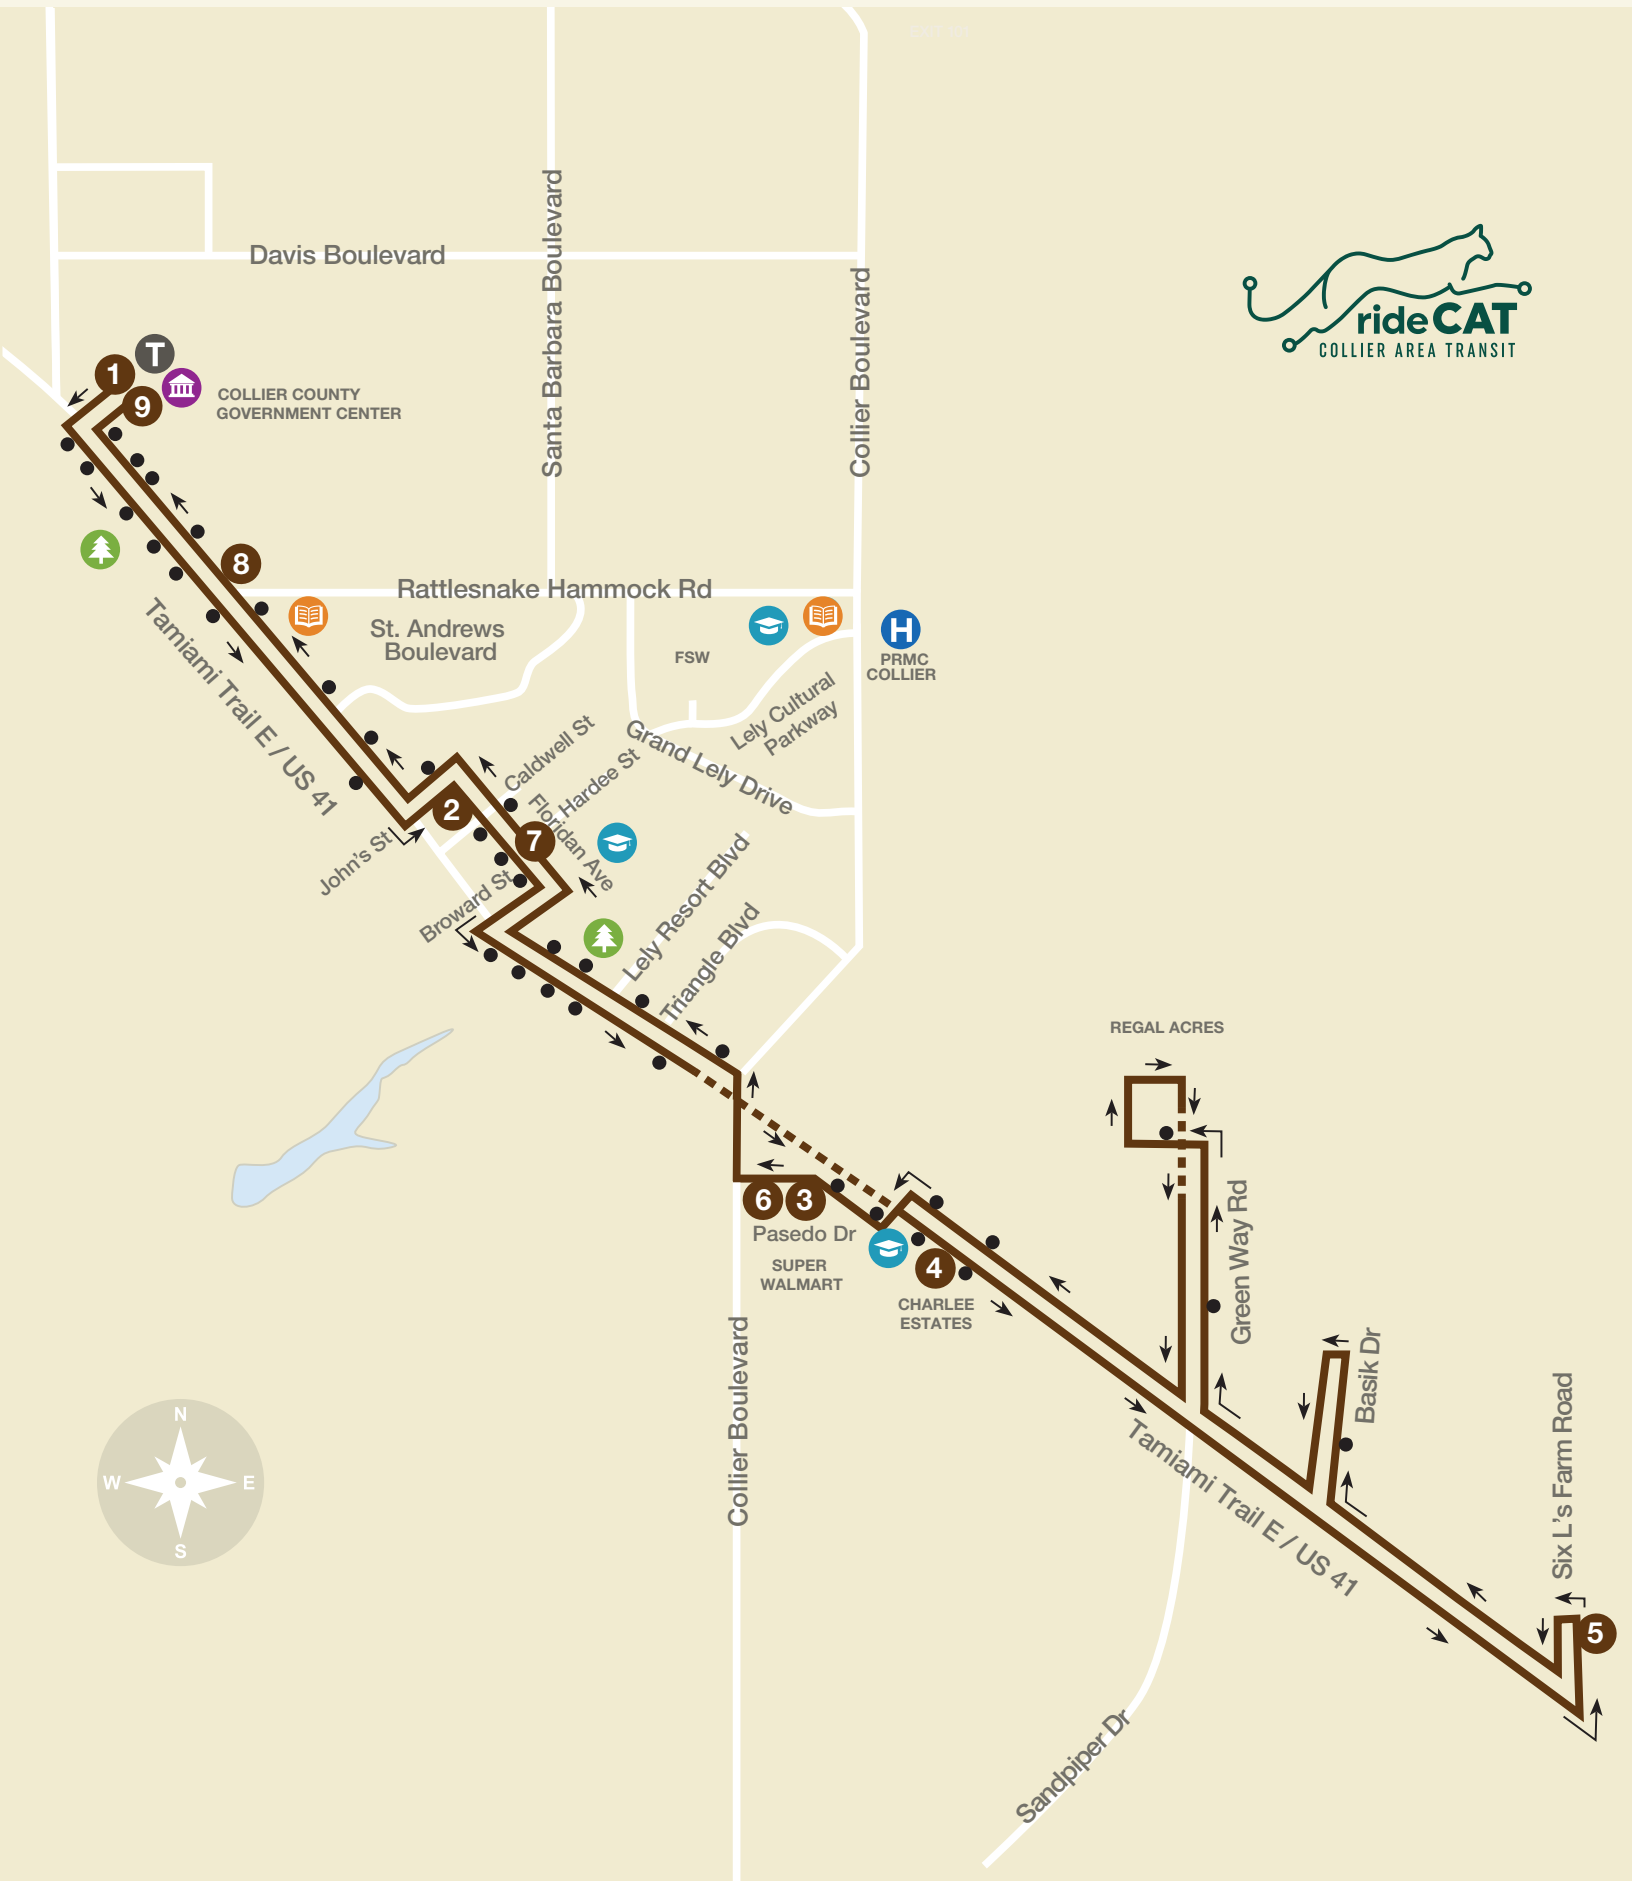 Davis Boulevard
Santa Barbara Boulevard
Collier Boulevard
rideCAT
COLLIER AREA TRANSIT
1
T
9
COLLIER COUNTY
GOVERNMENT CENTER
8
Rattlesnake Hammock Rd
St. Andrews
Boulevard
FSW
H
PRMC
COLLIER
Tamiami Trail E / US 41
Lely Cultural
Parkway
Grand Lely Drive
Caldwell St
Hardee St
Floridan Ave
2
7
John's St
Broward St
Lely Resort Blvd
Triangle Blvd
REGAL ACRES
6
3
Pasedo Dr
SUPER
WALMART
4
CHARLEE
ESTATES
Green Way Rd
Basik Dr
Collier Boulevard
Six L's Farm Road
Tamiami Trail E / US 41
5
N
W
E
S
Sandpiper Dr